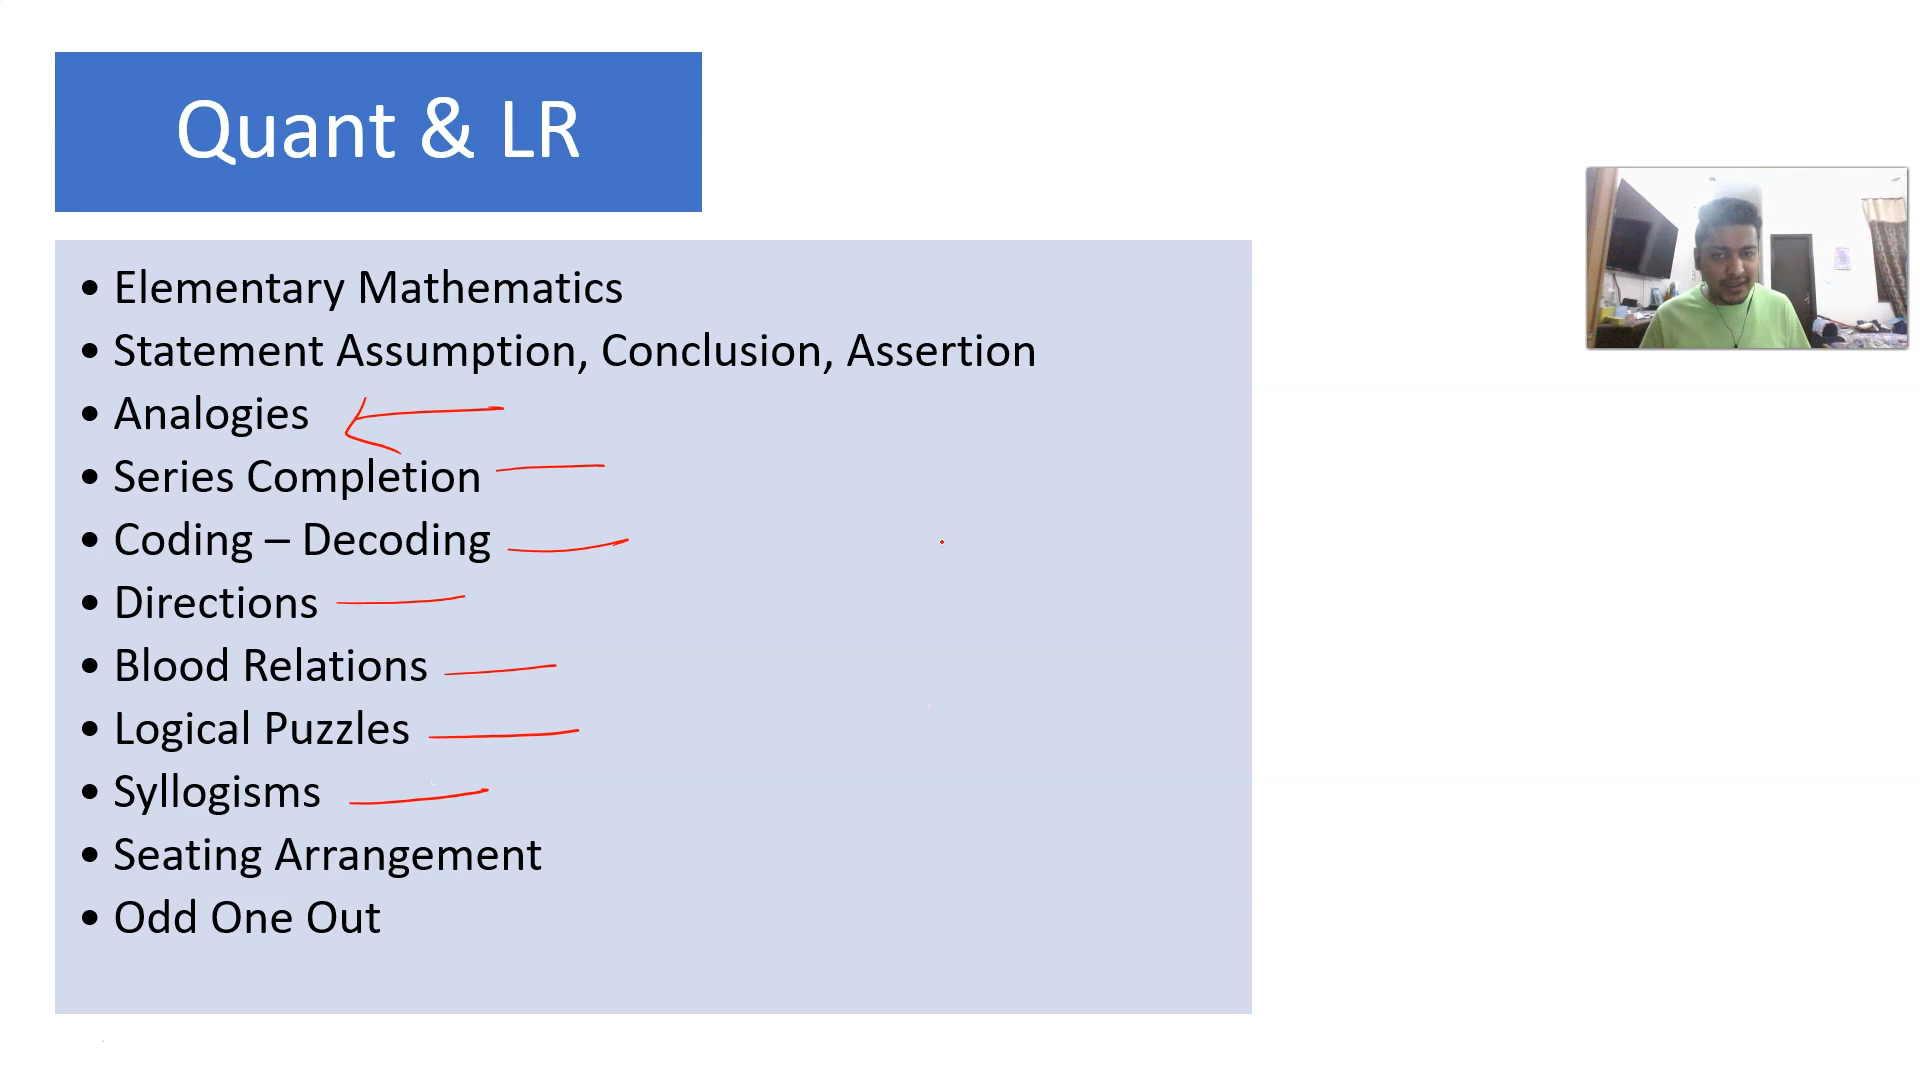 Quant & LR
• Elementary Mathematics
• Statement Assumption, Conclusion, Assertion
• Analogies
• Series Completion
• Coding – Decoding
• Directions
• Blood Relations
• Logical Puzzles
• Syllogisms
• Seating Arrangement
• Odd One Out